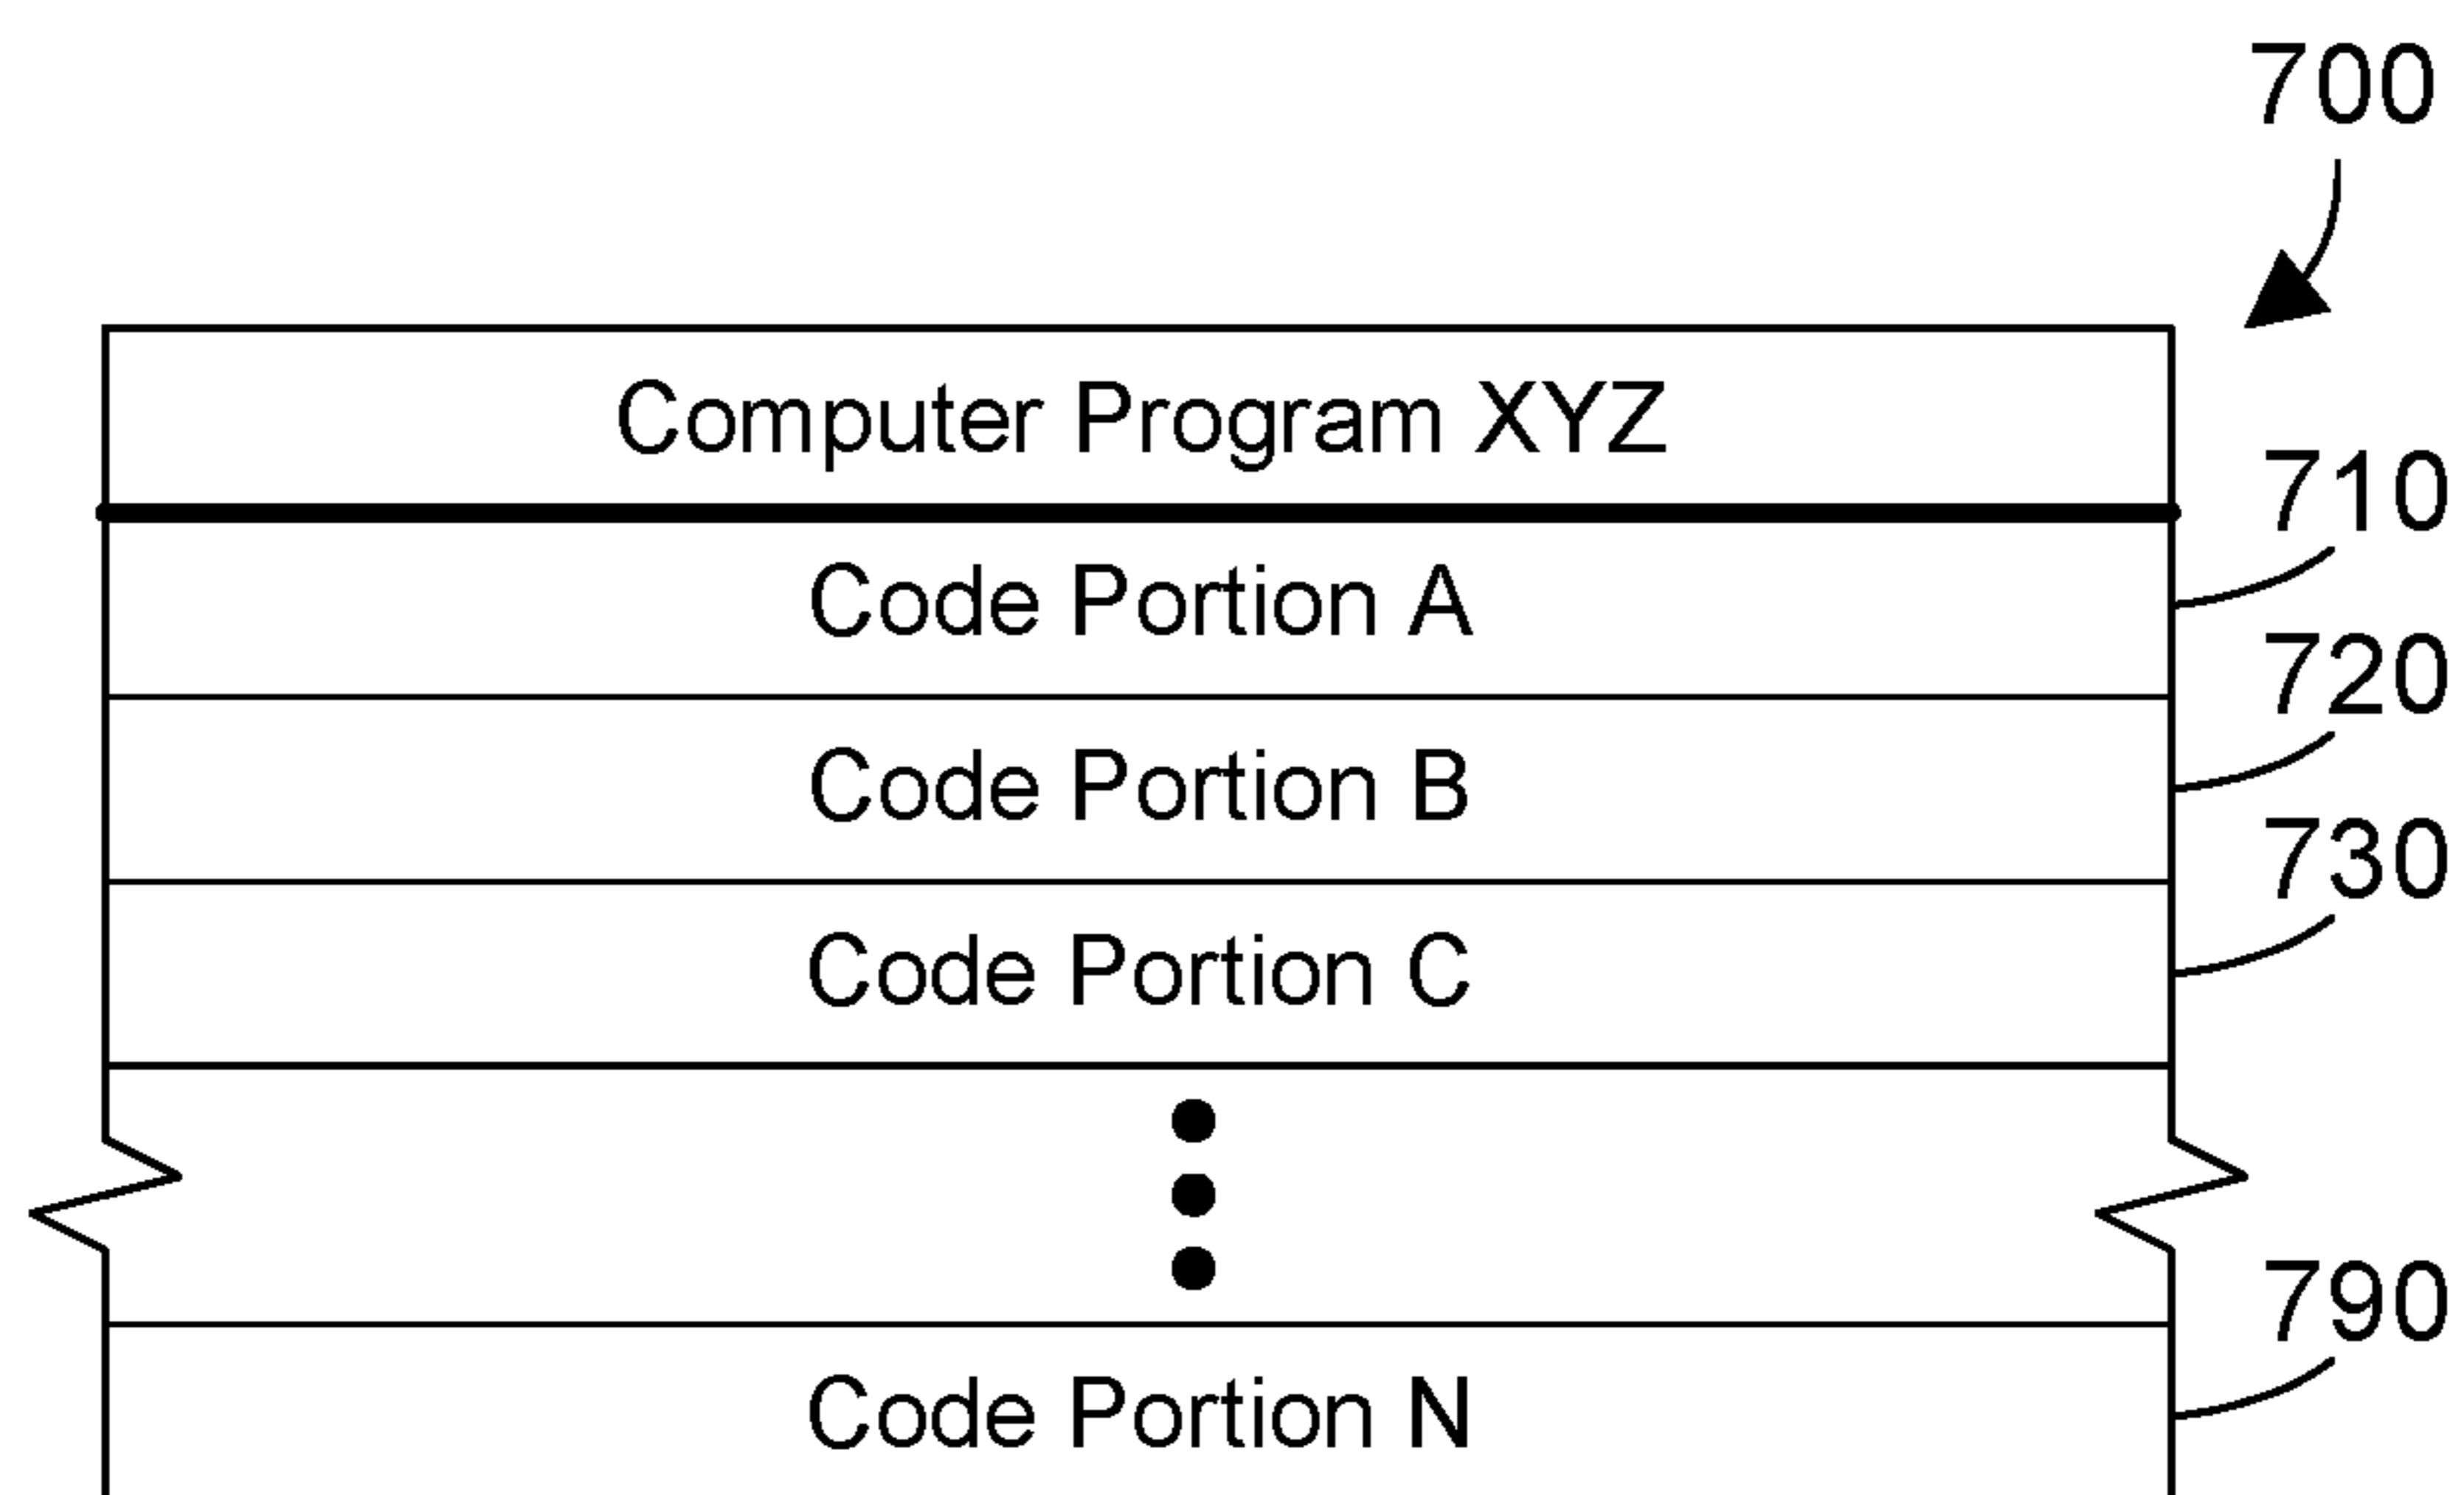 700
Computer Program XYZ
710
Code Portion A
720
Code Portion B
730
Code Portion C
790
Code Portion N